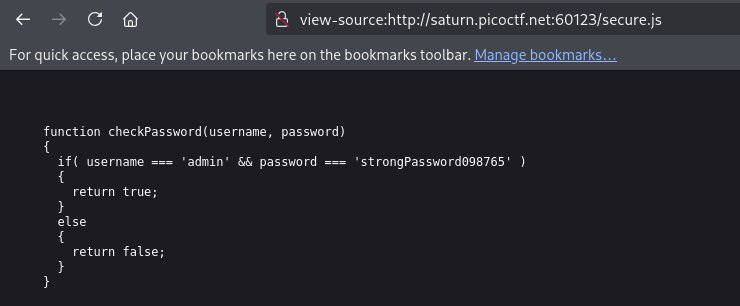 view-source:http://saturn.picoctf.net:60123/secure.js
For quick access, place your bookmarks here on the bookmarks toolbar. Manage bookmarks...
function checkPassword(username, password)
{
  if( username === 'admin' && password === 'strongPassword098765' )
  {
    return true;
  }
  else
  {
    return false;
  }
}